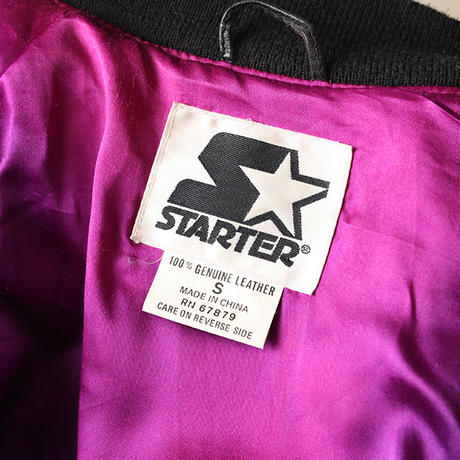 STARTER®
100% GENUINE LEATHER
S
MADE IN CHINA
RN 67879
CARE ON REVERSE SIDE